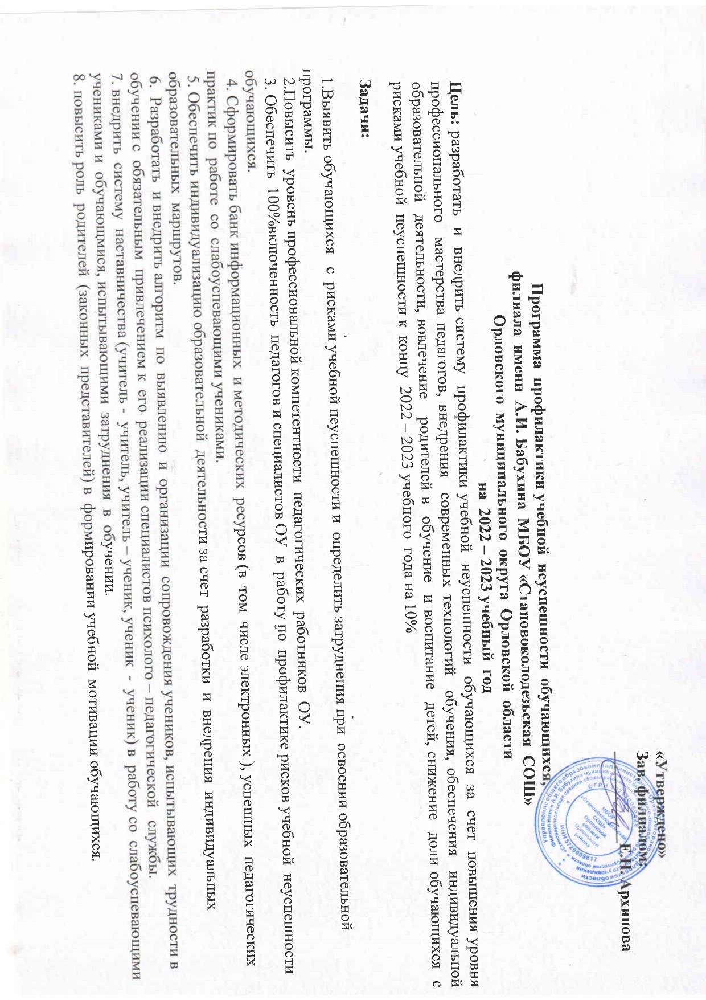 «Утверждено»
Зав. филиалом:
Е.Н. Архипова
Программа профилактики учебной неуспешности обучающихся,
филиала имени А.И. Бабухина МБОУ «Становоколодезьская СОШ»
Орловского муниципального округа Орловской области
на 2022 – 2023 учебный год
Цель: разработать и внедрить систему профилактики учебной неуспешности обучающихся за счет повышения уровня
профессионального мастерства педагогов, внедрения современных технологий обучения, обеспечения индивидуальной
образовательной деятельности, вовлечение родителей в обучение и воспитание детей, снижение доли обучающихся с
рисками учебной неуспешности к концу 2022 – 2023 учебного года на 10%
Задачи:
1.Выявить обучающихся с рисками учебной неуспешности и определить затруднения при освоении образовательной
программы.
2.Повысить уровень профессиональной компетентности педагогических работников ОУ.
3. Обеспечить 100%включенность педагогов и специалистов ОУ в работу по профилактике рисков учебной неуспешности
обучающихся.
4. Сформировать банк информационных и методических ресурсов (в том числе электронных ), успешных педагогических
практик по работе со слабоуспевающими учениками.
5. Обеспечить индивидуализацию образовательной деятельности за счет разработки и внедрения индивидуальных
образовательных маршрутов.
6. Разработать и внедрить алгоритм по выявлению и организации сопровождения учеников, испытывающих трудности в
обучении с обязательным привлечением к его реализации специалистов психолого – педагогической службы.
7. внедрить систему наставничества (учитель - учитель, учитель – ученик, ученик - ученик) в работу со слабоуспевающими
учениками и обучающмися, испытывающими затруднения в обучении.
8. повысить роль родителей (законных представителей) в формировании учебной мотивации обучающихся.
МБОУ
«Становоколодезьская
СОШ»
Орловской
области
ИНН 5720009817